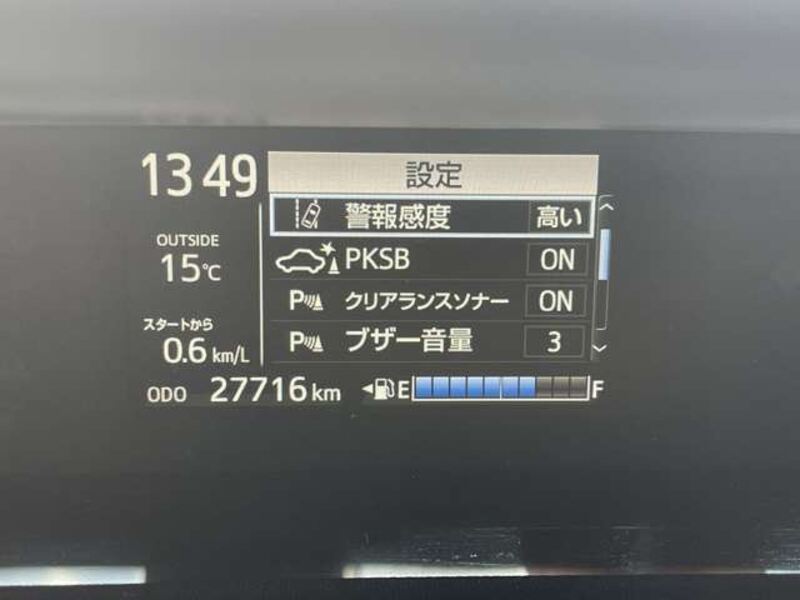 13 49
設定
警報感度 高い
OUTSIDE
15℃
PKSB ON
P クリアランスソナー ON
スタートから
0.6 km/L
P ブザー音量 3
ODO 27716 km
E F